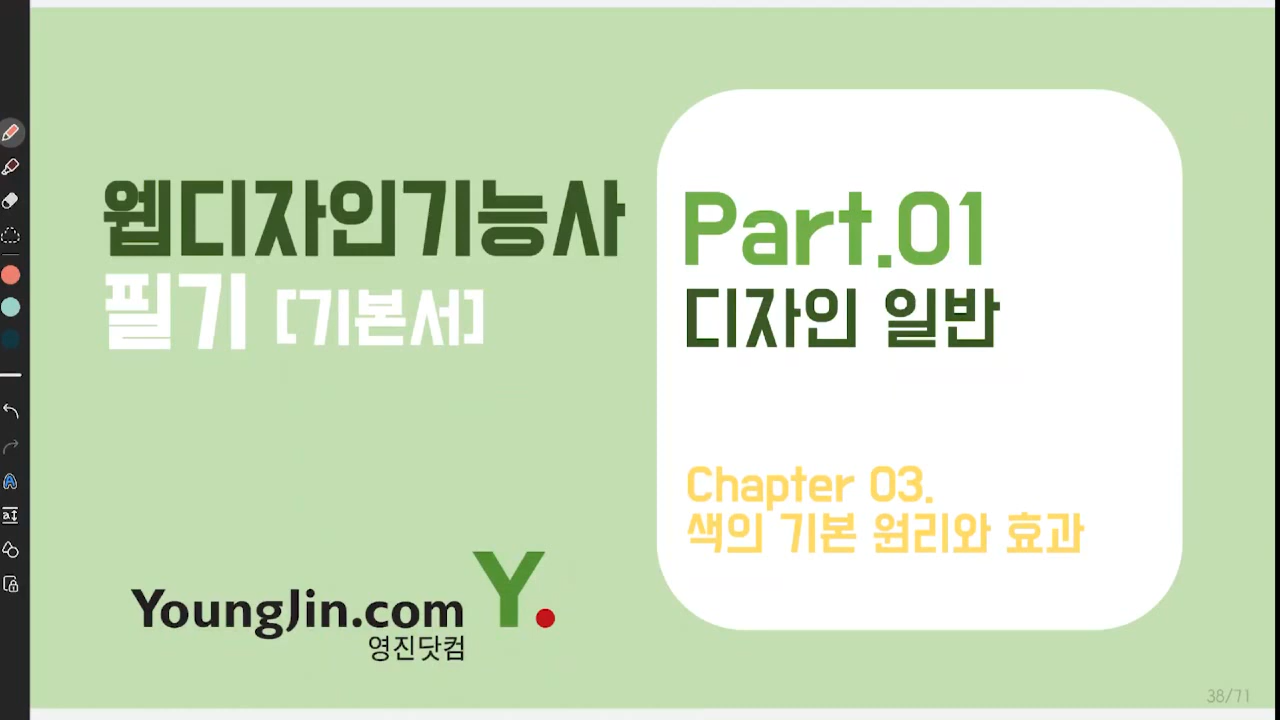 웹디자인기능사
필기 [기본서]
Part.01
디자인 일반
Chapter 03.
색의 기본 원리와 효과
YoungJin.com Y.
영진닷컴
38/71